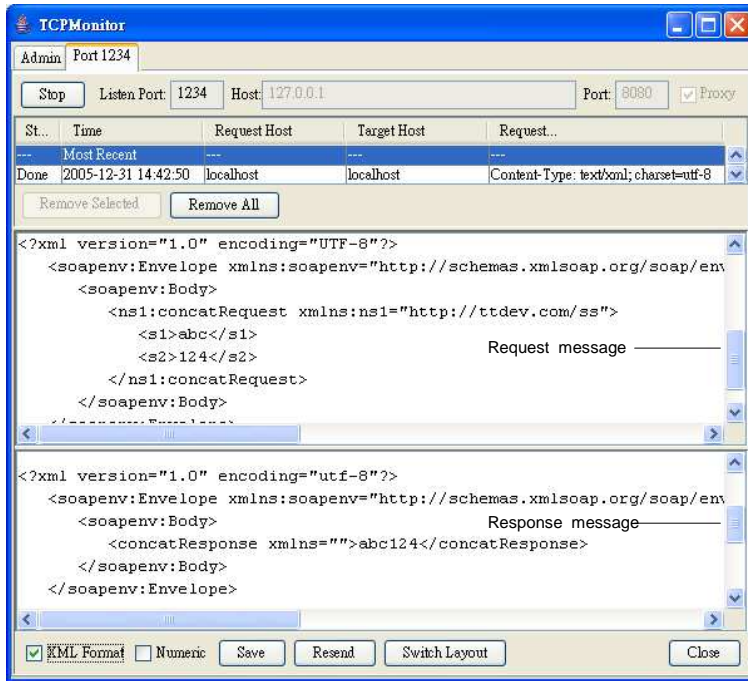 TCPMonitor
Admin Port 1234
Stop Listen Port: 1234 Host: 127.0.0.1 Port: 8080 Proxy
St... Time Request Host Target Host Request...
--- Most Recent --- --- ---
Done 2005-12-31 14:42:50 localhost localhost Content-Type: text/xml; charset=utf-8
Remove Selected Remove All
<?xml version="1.0" encoding="UTF-8"?>
<soapenv:Envelope xmlns:soapenv="http://schemas.xmlsoap.org/soap/env
<soapenv:Body>
<ns1:concatRequest xmlns:ns1="http://ttdev.com/ss">
<s1>abc</s1>
<s2>124</s2>
Request message
</ns1:concatRequest>
</soapenv:Body>
</soapenv:Envelope>
<?xml version="1.0" encoding="utf-8"?>
<soapenv:Envelope xmlns:soapenv="http://schemas.xmlsoap.org/soap/env
<soapenv:Body>
Response message
<concatResponse xmlns="">abc124</concatResponse>
</soapenv:Body>
</soapenv:Envelope>
XML Format Numeric Save Resend Switch Layout Close